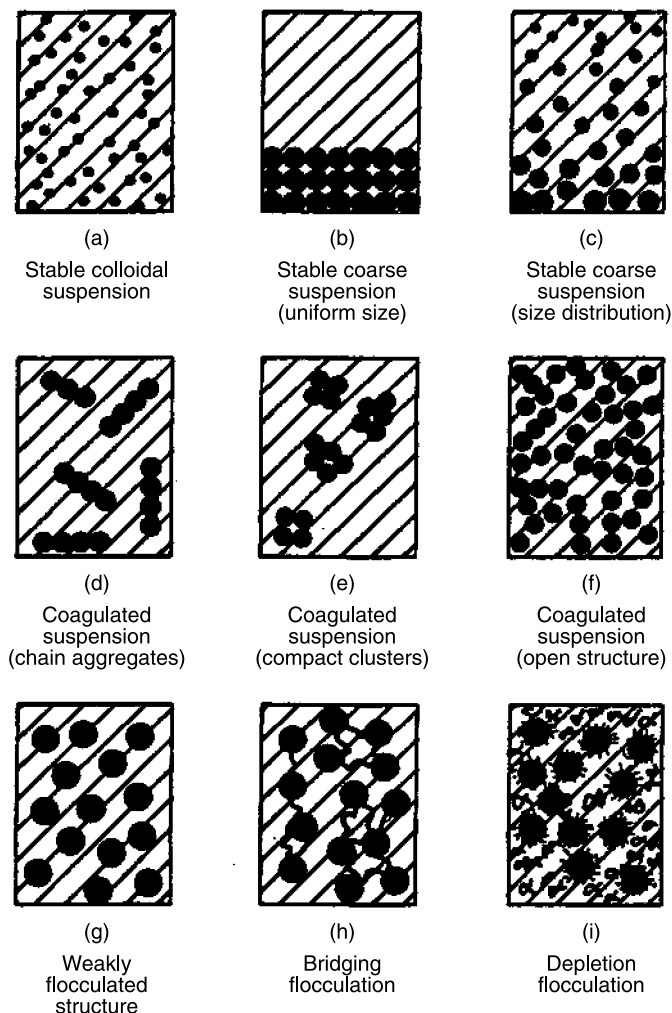 (a)
Stable colloidal
suspension
(b)
Stable coarse
suspension
(uniform size)
(c)
Stable coarse
suspension
(size distribution)
(d)
Coagulated
suspension
(chain aggregates)
(e)
Coagulated
suspension
(compact clusters)
(f)
Coagulated
suspension
(open structure)
(g)
Weakly
flocculated
structure
(h)
Bridging
flocculation
(i)
Depletion
flocculation